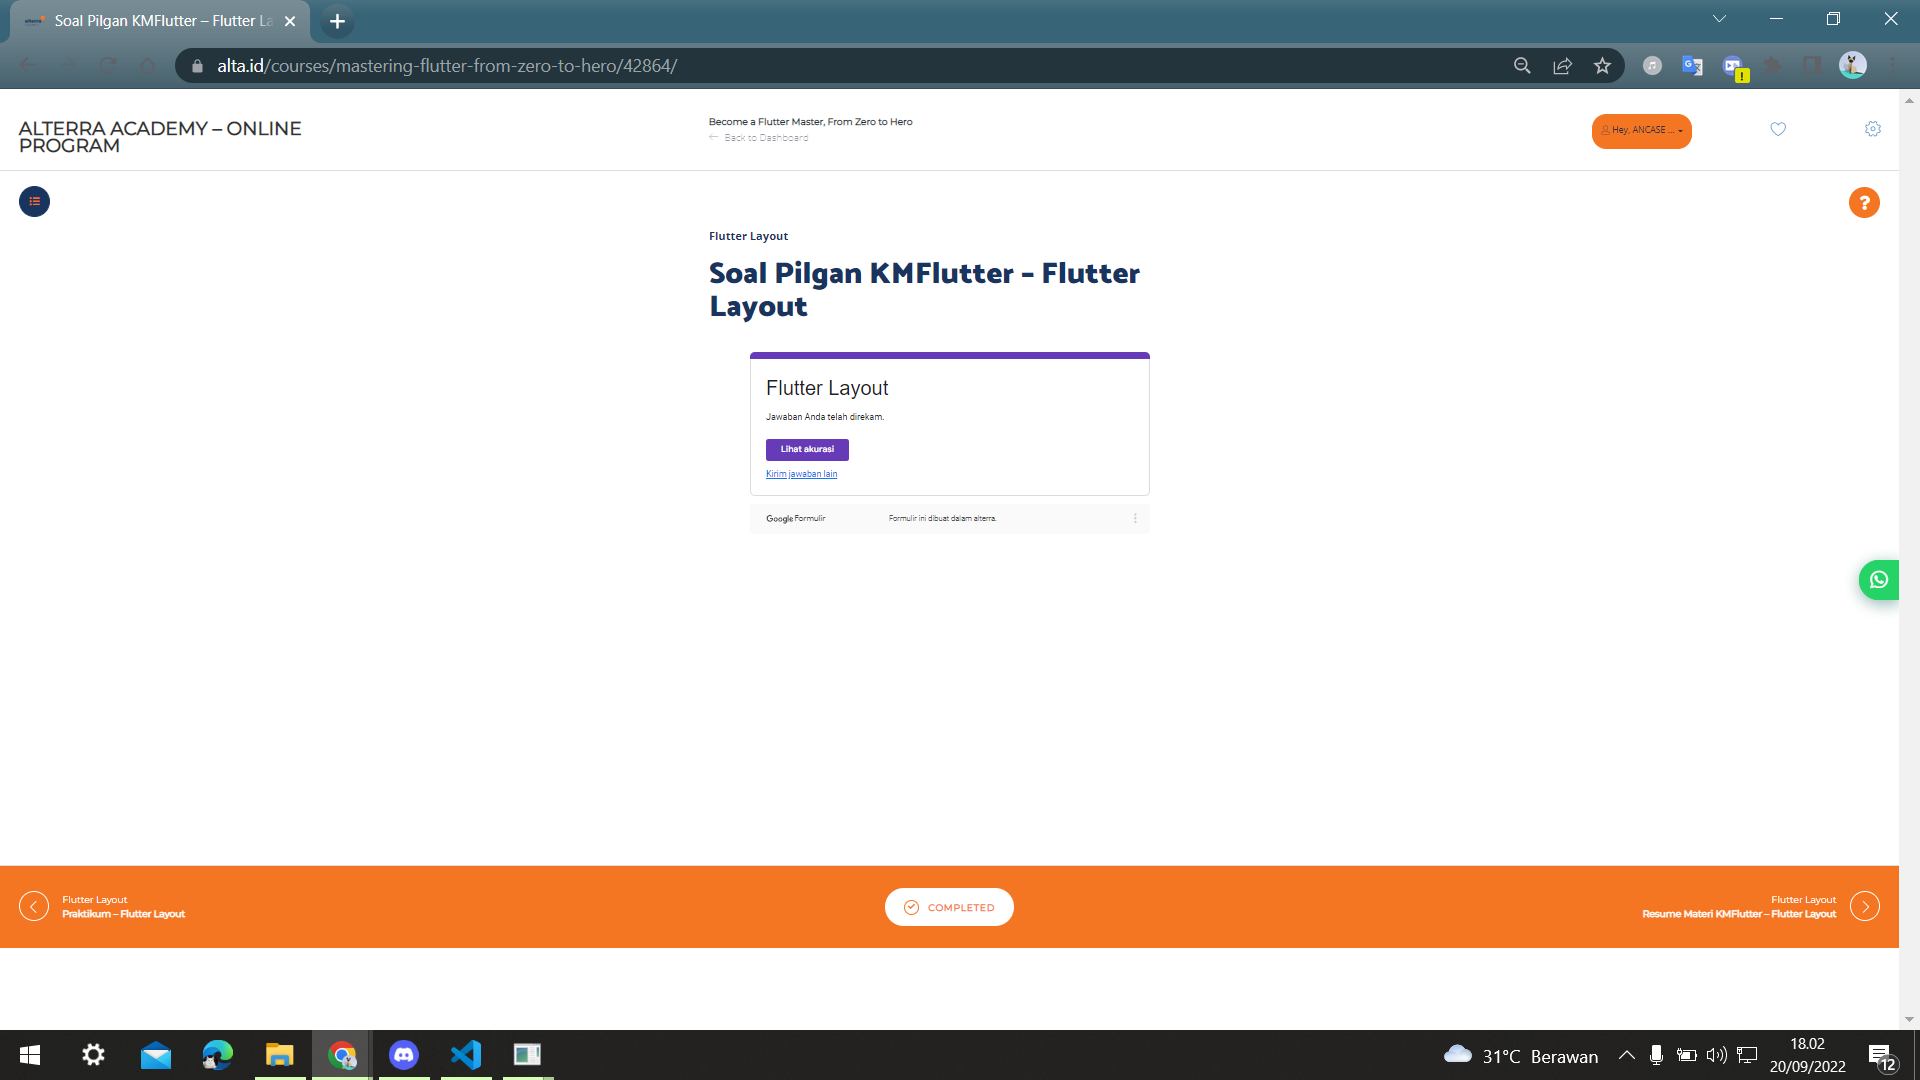 alterra
Soal Pilgan KMFlutter – Flutter La
alta.id/courses/mastering-flutter-from-zero-to-hero/42864/
ALTERRA ACADEMY – ONLINE
PROGRAM
Become a Flutter Master, From Zero to Hero
Back to Dashboard
Hey, ANCASE ...
?
Flutter Layout
Soal Pilgan KMFlutter – Flutter
Layout
Flutter Layout
Jawaban Anda telah direkam.
Lihat akurasi
Kirim jawaban lain
Google Formulir
Formulir ini dibuat dalam alterra.
Flutter Layout
Praktikum – Flutter Layout
COMPLETED
Flutter Layout
Resume Materi KMFlutter – Flutter Layout
31°C Berawan
18.02
20/09/2022
12